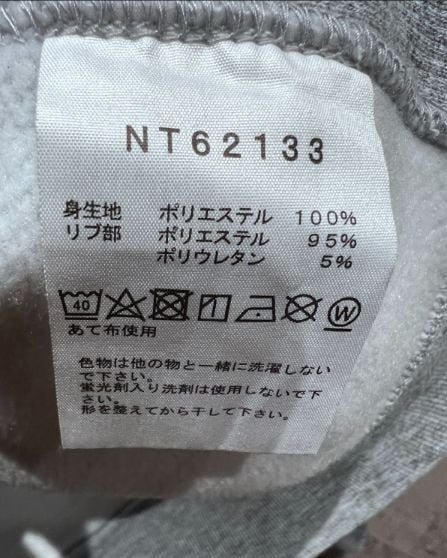 NT62133
身生地 ポリエステル 100%
リブ部 ポリエステル 95%
ポリウレタン 5%
40 W
あて布使用
色物は他の物と一緒に洗濯しない
で下さい。
蛍光剤入り洗剤は使用しないで下
さい。
形を整えてから干して下さい。